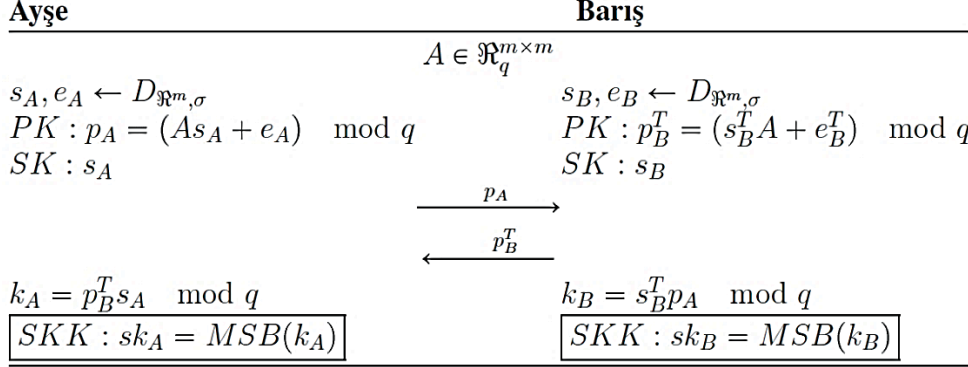 Ayşe Barış
A ∈ ℜ_q^{m×m}
s_A, e_A ← D_{ℜ^m,σ} s_B, e_B ← D_{ℜ^m,σ}
PK : p_A = (As_A + e_A) mod q PK : p_B^T = (s_B^T A + e_B^T) mod q
SK : s_A SK : s_B
p_A
p_B^T
k_A = p_B^T s_A mod q k_B = s_B^T p_A mod q
SKK : sk_A = MSB(k_A) SKK : sk_B = MSB(k_B)